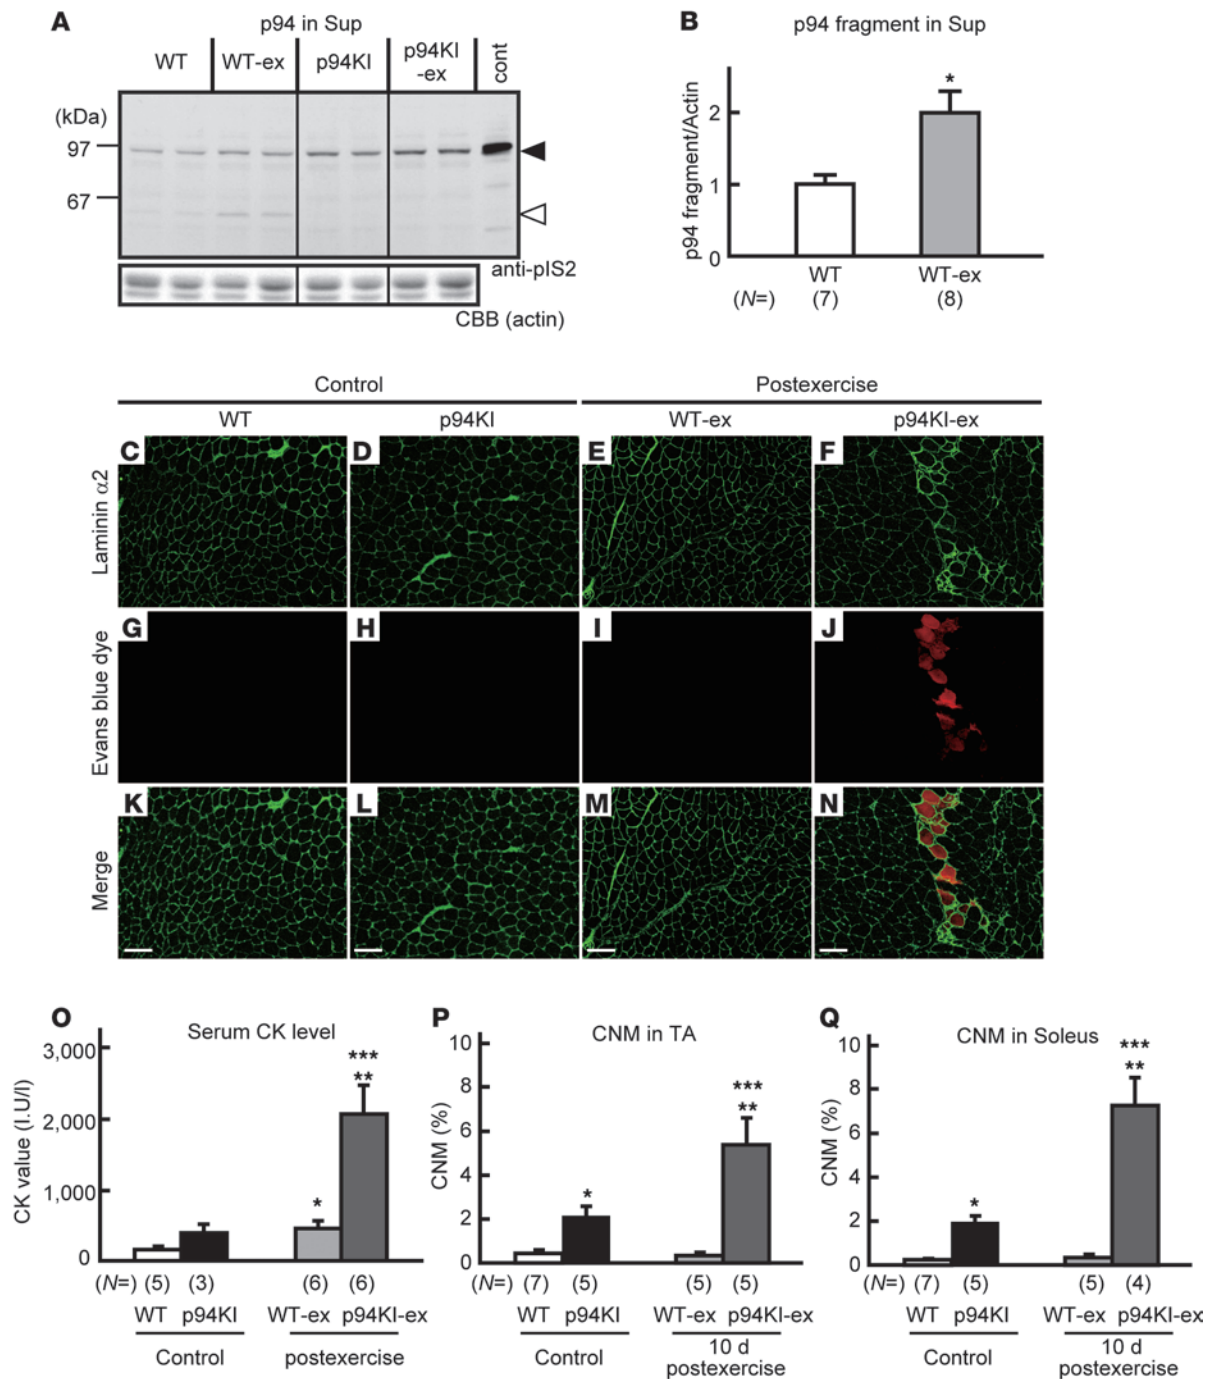 A
p94 in Sup
WT
WT-ex
p94KI
p94KI
-ex
cont
(kDa)
97
67
anti-pIS2
CBB (actin)
B
p94 fragment in Sup
p94 fragment/Actin
2
1
0
*
WT
WT-ex
(N=)
(7)
(8)
Control
Postexercise
WT
p94KI
WT-ex
p94KI-ex
Laminin α2
C
D
E
F
Evans blue dye
G
H
I
J
Merge
K
L
M
N
O
Serum CK level
CK value (I.U/l)
3,000
2,000
1,000
0
*
***
**
(N=) (5) (3) (6) (6)
WT p94KI WT-ex p94KI-ex
Control
postexercise
P
CNM in TA
CNM (%)
10
8
6
4
2
0
*
***
**
(N=) (7) (5) (5) (5)
WT p94KI WT-ex p94KI-ex
Control
10 d
postexercise
Q
CNM in Soleus
CNM (%)
10
8
6
4
2
0
*
***
**
(N=) (7) (5) (5) (4)
WT p94KI WT-ex p94KI-ex
Control
10 d
postexercise